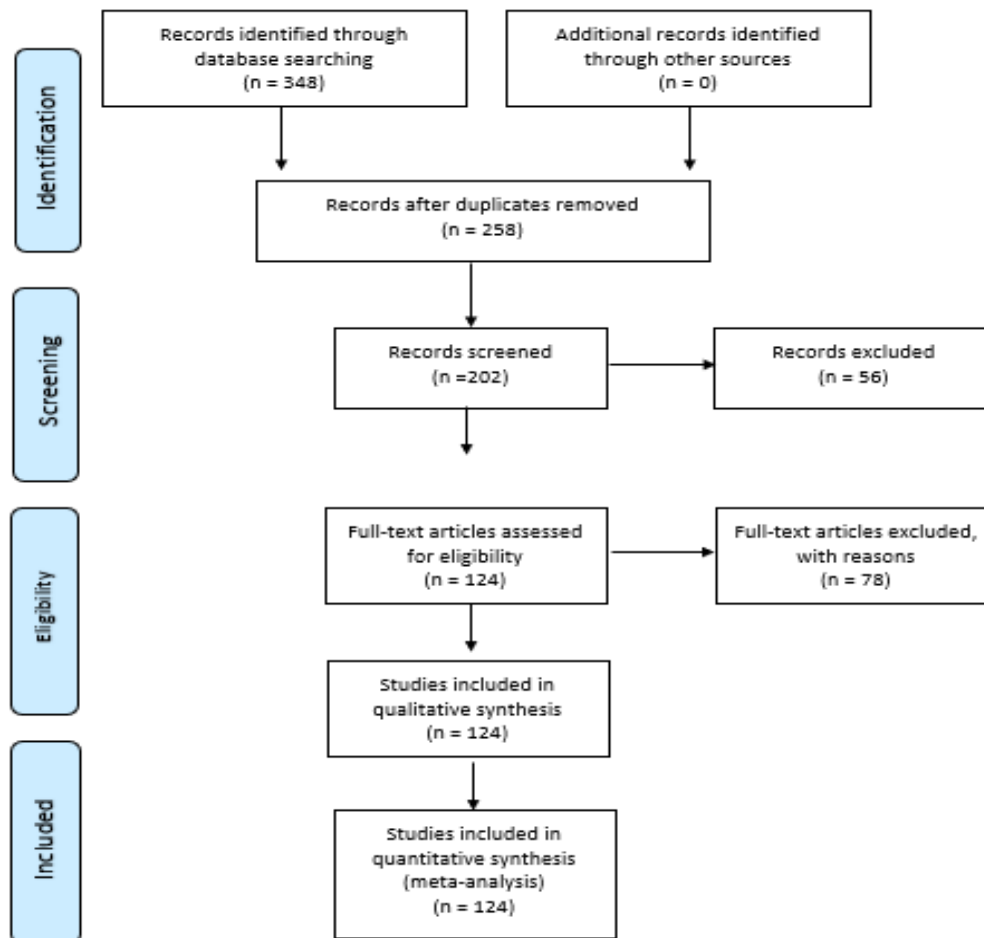 Records identified through
database searching
(n = 348)
Additional records identified
through other sources
(n = 0)
Identification
Records after duplicates removed
(n = 258)
Screening
Records screened
(n =202)
Records excluded
(n = 56)
Eligibility
Full-text articles assessed
for eligibility
(n = 124)
Full-text articles excluded,
with reasons
(n = 78)
Studies included in
qualitative synthesis
(n = 124)
Included
Studies included in
quantitative synthesis
(meta-analysis)
(n = 124)